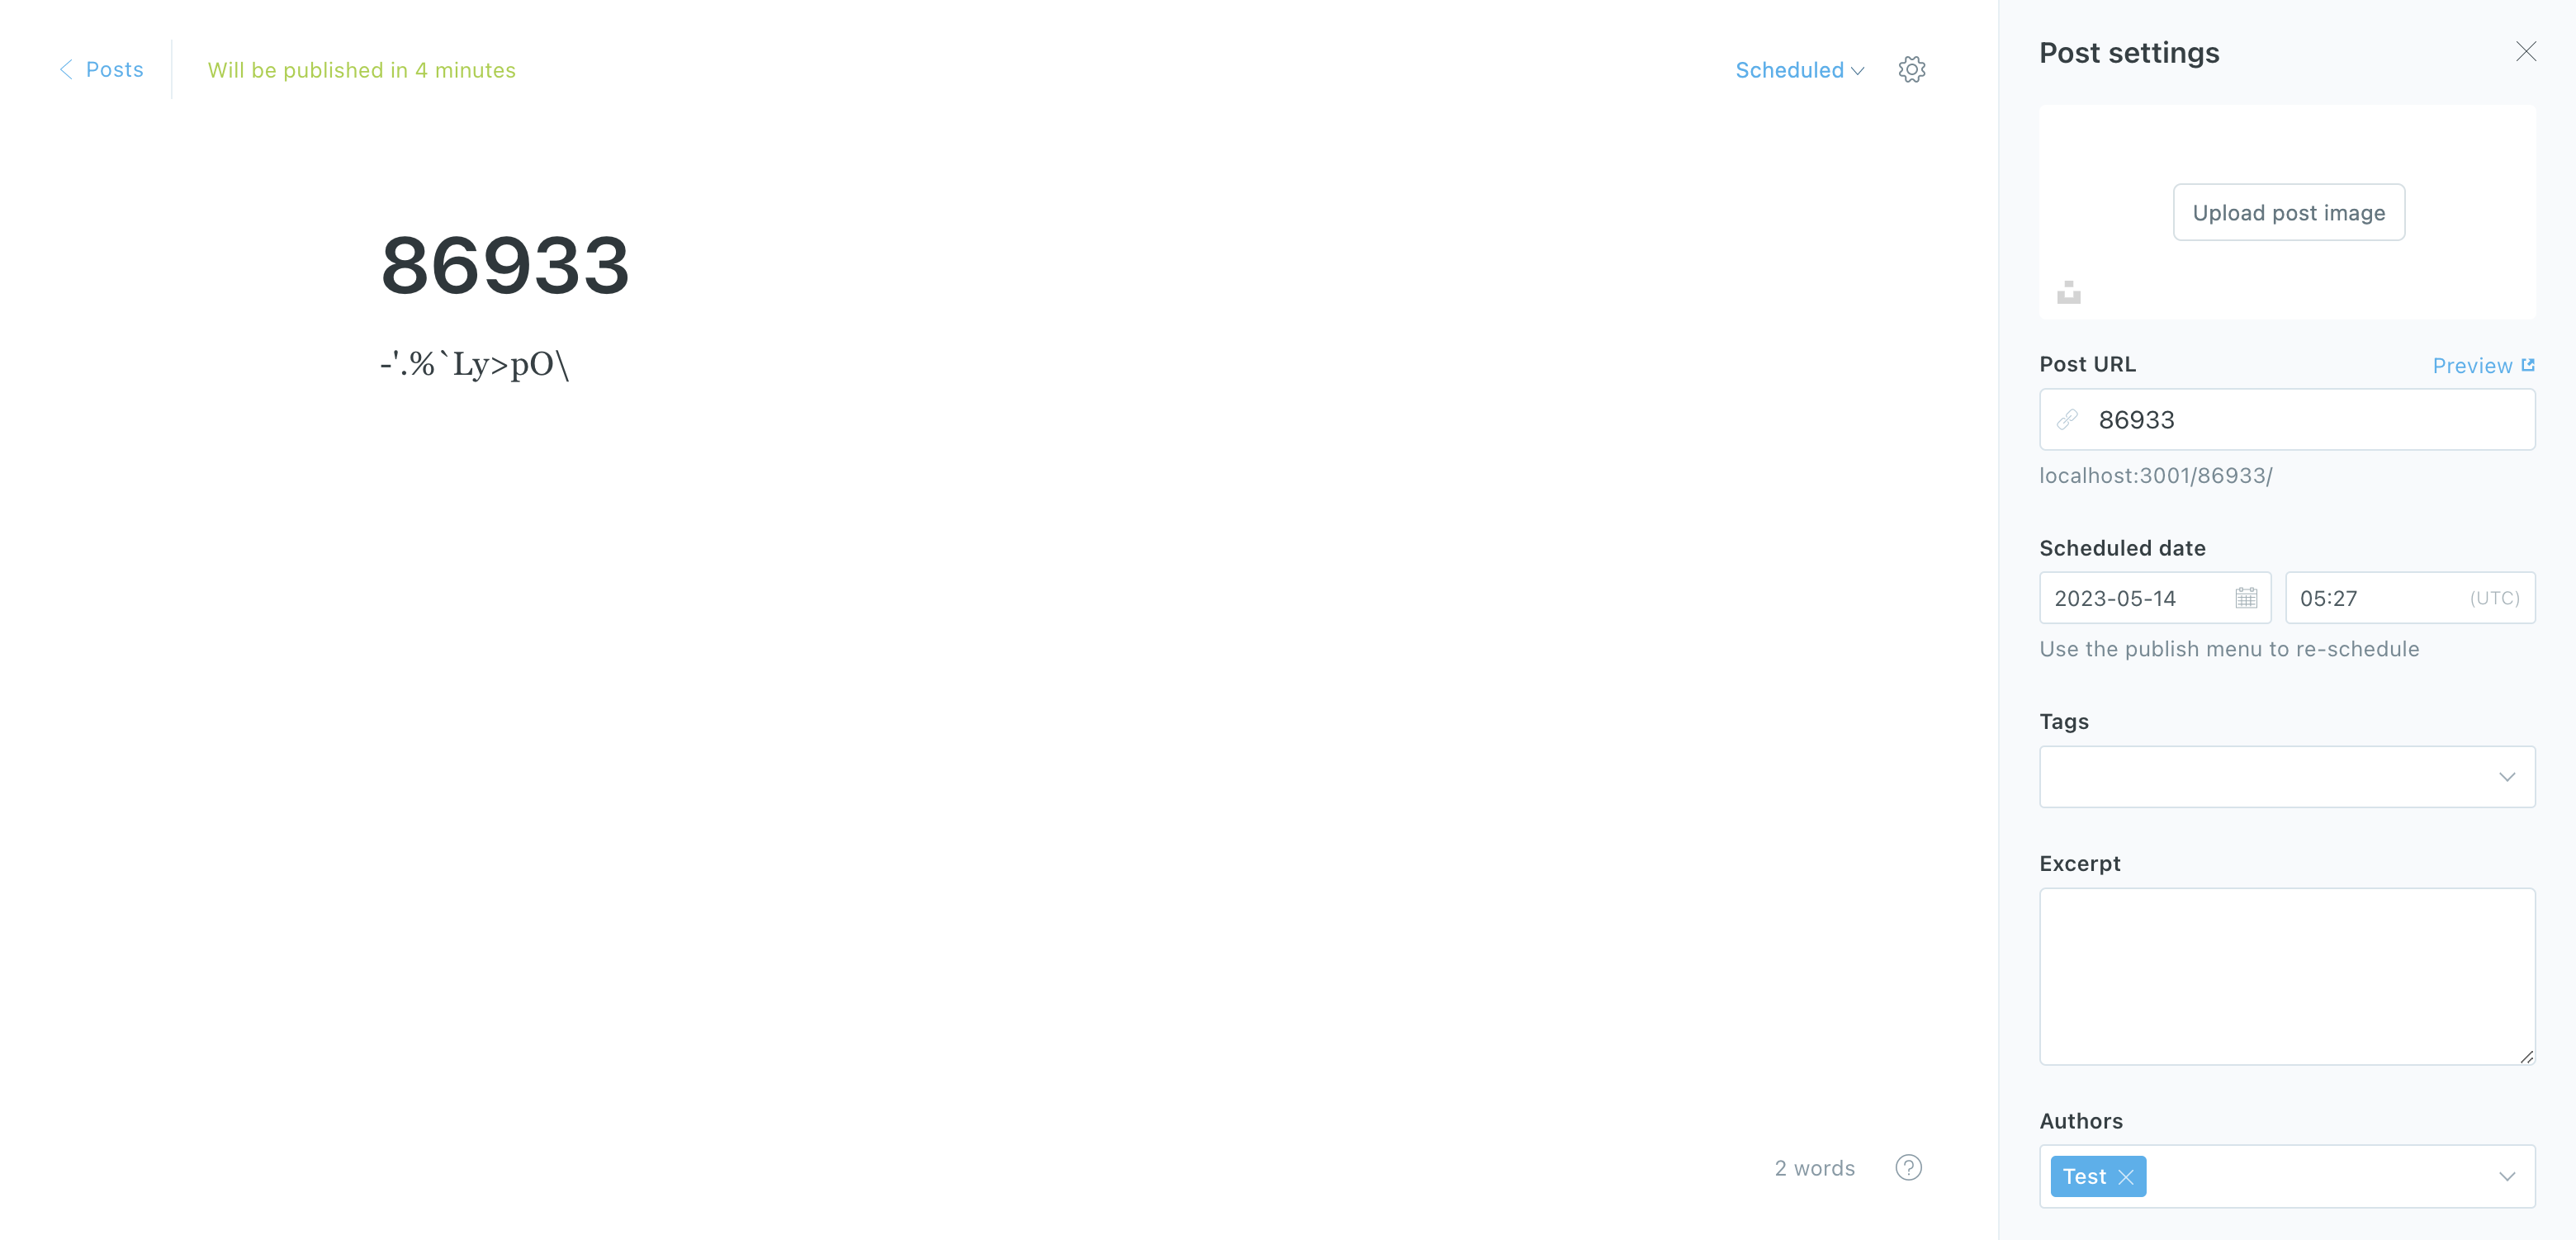 Posts
Will be published in 4 minutes
Scheduled
86933
-'.%`Ly>pO\
2 words
?
Post settings
Upload post image
Post URL
Preview
86933
localhost:3001/86933/
Scheduled date
2023-05-14
05:27
(UTC)
Use the publish menu to re-schedule
Tags
Excerpt
Authors
Test